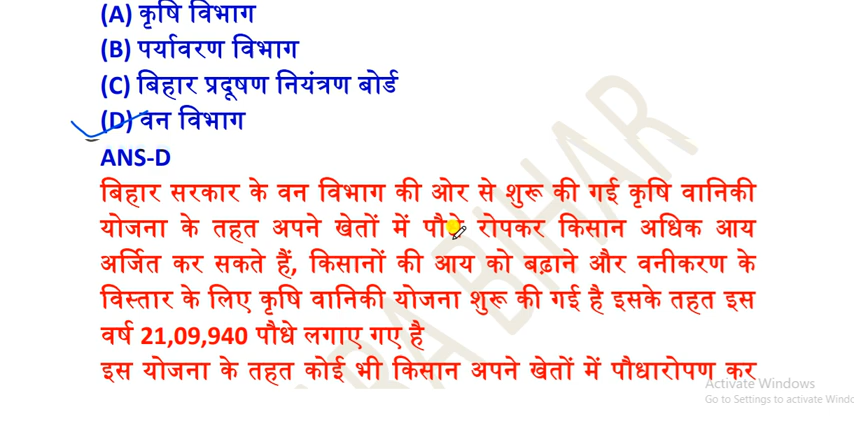 (A) कृषि विभाग
(B) पर्यावरण विभाग
(C) बिहार प्रदूषण नियंत्रण बोर्ड
(D) वन विभाग
ANS-D
बिहार सरकार के वन विभाग की ओर से शुरू की गई कृषि वानिकी
योजना के तहत अपने खेतों में पौधे रोपकर किसान अधिक आय
अर्जित कर सकते हैं, किसानों की आय को बढ़ाने और वनीकरण के
विस्तार के लिए कृषि वानिकी योजना शुरू की गई है इसके तहत इस
वर्ष 21,09,940 पौधे लगाए गए है
इस योजना के तहत कोई भी किसान अपने खेतों में पौधारोपण कर
Activate Windows
Go to Settings to activate Windo
BIHAR